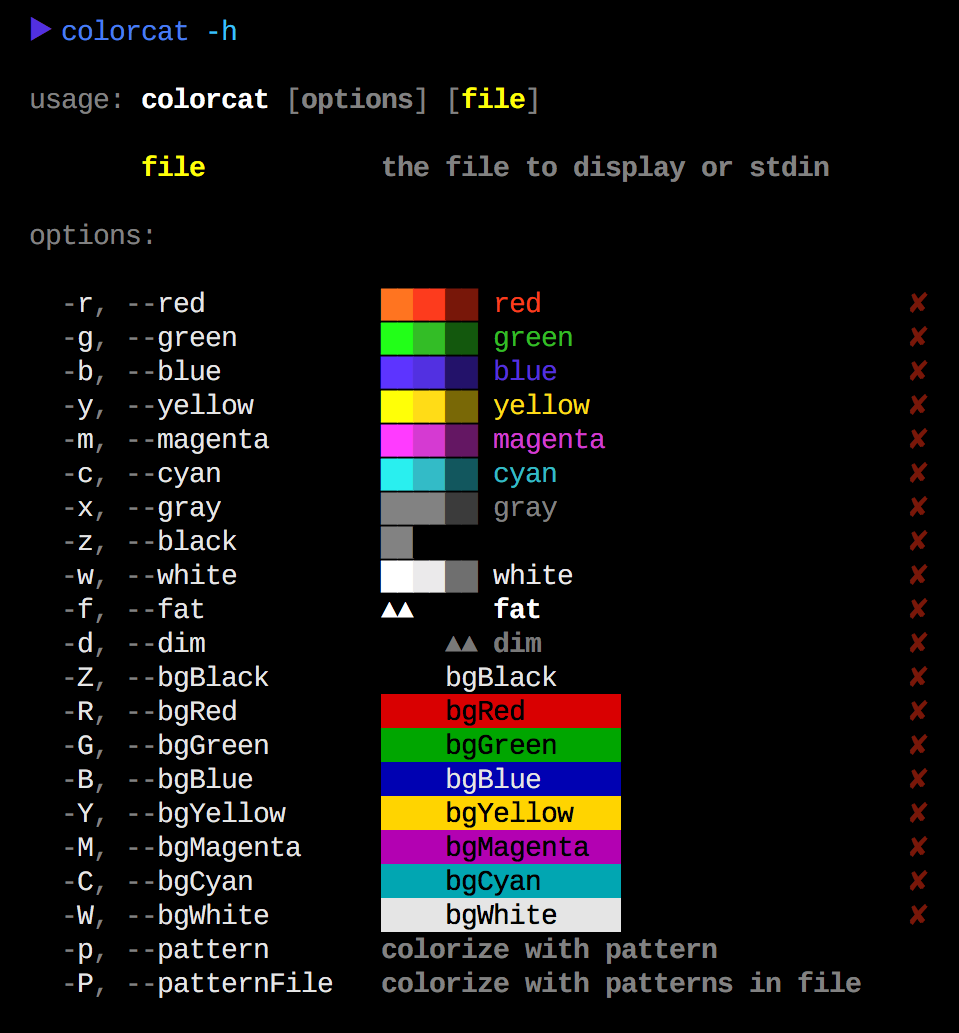 ▶ colorcat -h
usage: colorcat [options] [file]
file the file to display or stdin
options:
-r, --red red ✘
-g, --green green ✘
-b, --blue blue ✘
-y, --yellow yellow ✘
-m, --magenta magenta ✘
-c, --cyan cyan ✘
-x, --gray gray ✘
-z, --black ✘
-w, --white white ✘
-f, --fat ▲▲ fat ✘
-d, --dim ▲▲ dim ✘
-Z, --bgBlack bgBlack ✘
-R, --bgRed bgRed ✘
-G, --bgGreen bgGreen ✘
-B, --bgBlue bgBlue ✘
-Y, --bgYellow bgYellow ✘
-M, --bgMagenta bgMagenta ✘
-C, --bgCyan bgCyan ✘
-W, --bgWhite bgWhite ✘
-p, --pattern colorize with pattern
-P, --patternFile colorize with patterns in file